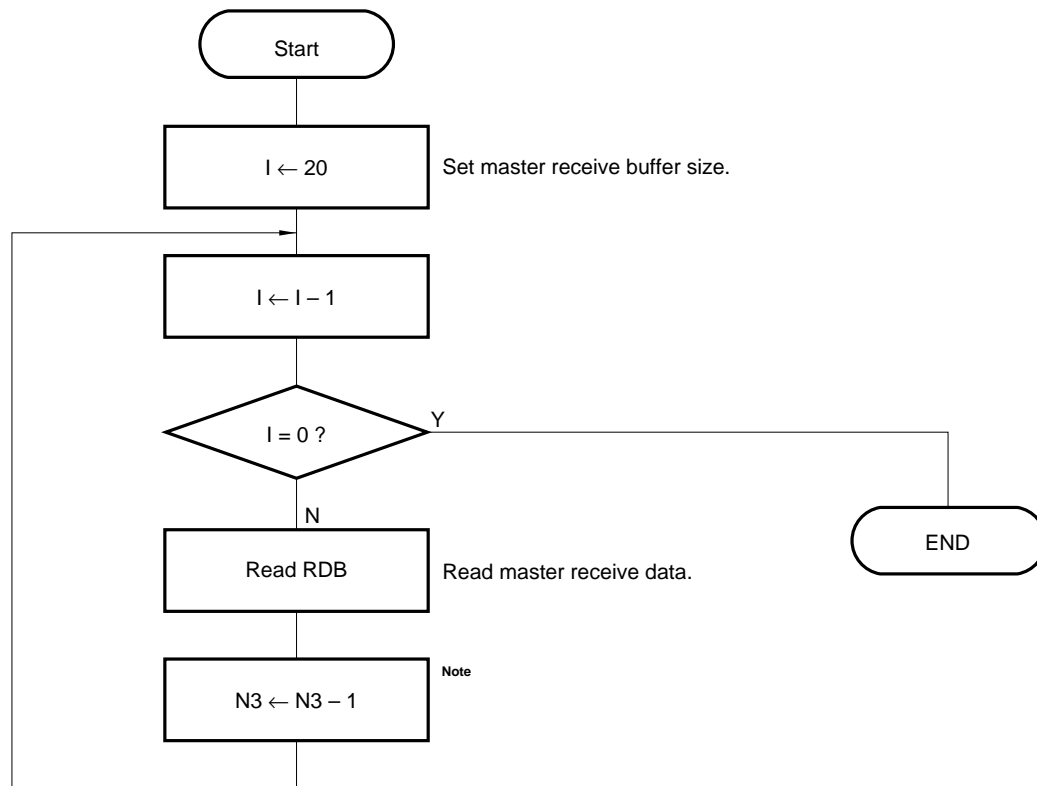 Start
I ← 20
Set master receive buffer size.
I ← I – 1
I = 0 ?
Y
N
END
Read RDB
Read master receive data.
Note
N3 ← N3 – 1